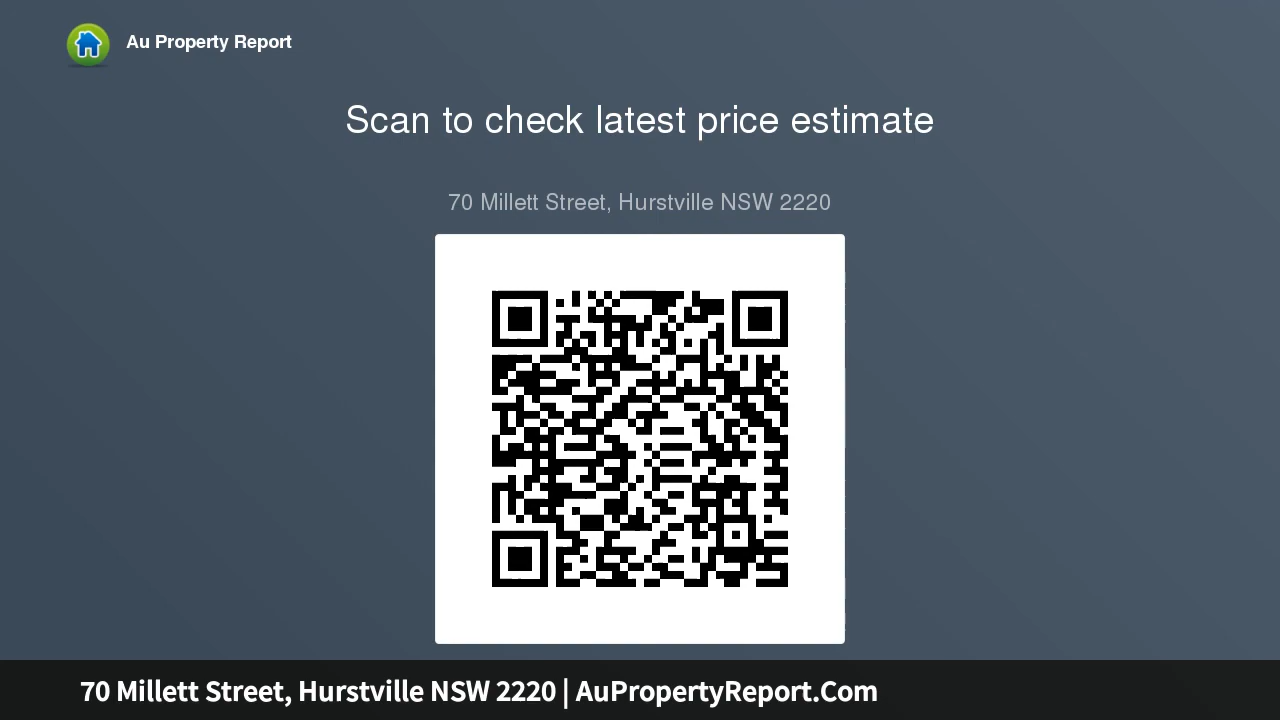 Au Property Report
Scan to check latest price estimate
70 Millett Street, Hurstville NSW 2220
70 Millett Street, Hurstville NSW 2220 | AuPropertyReport.Com